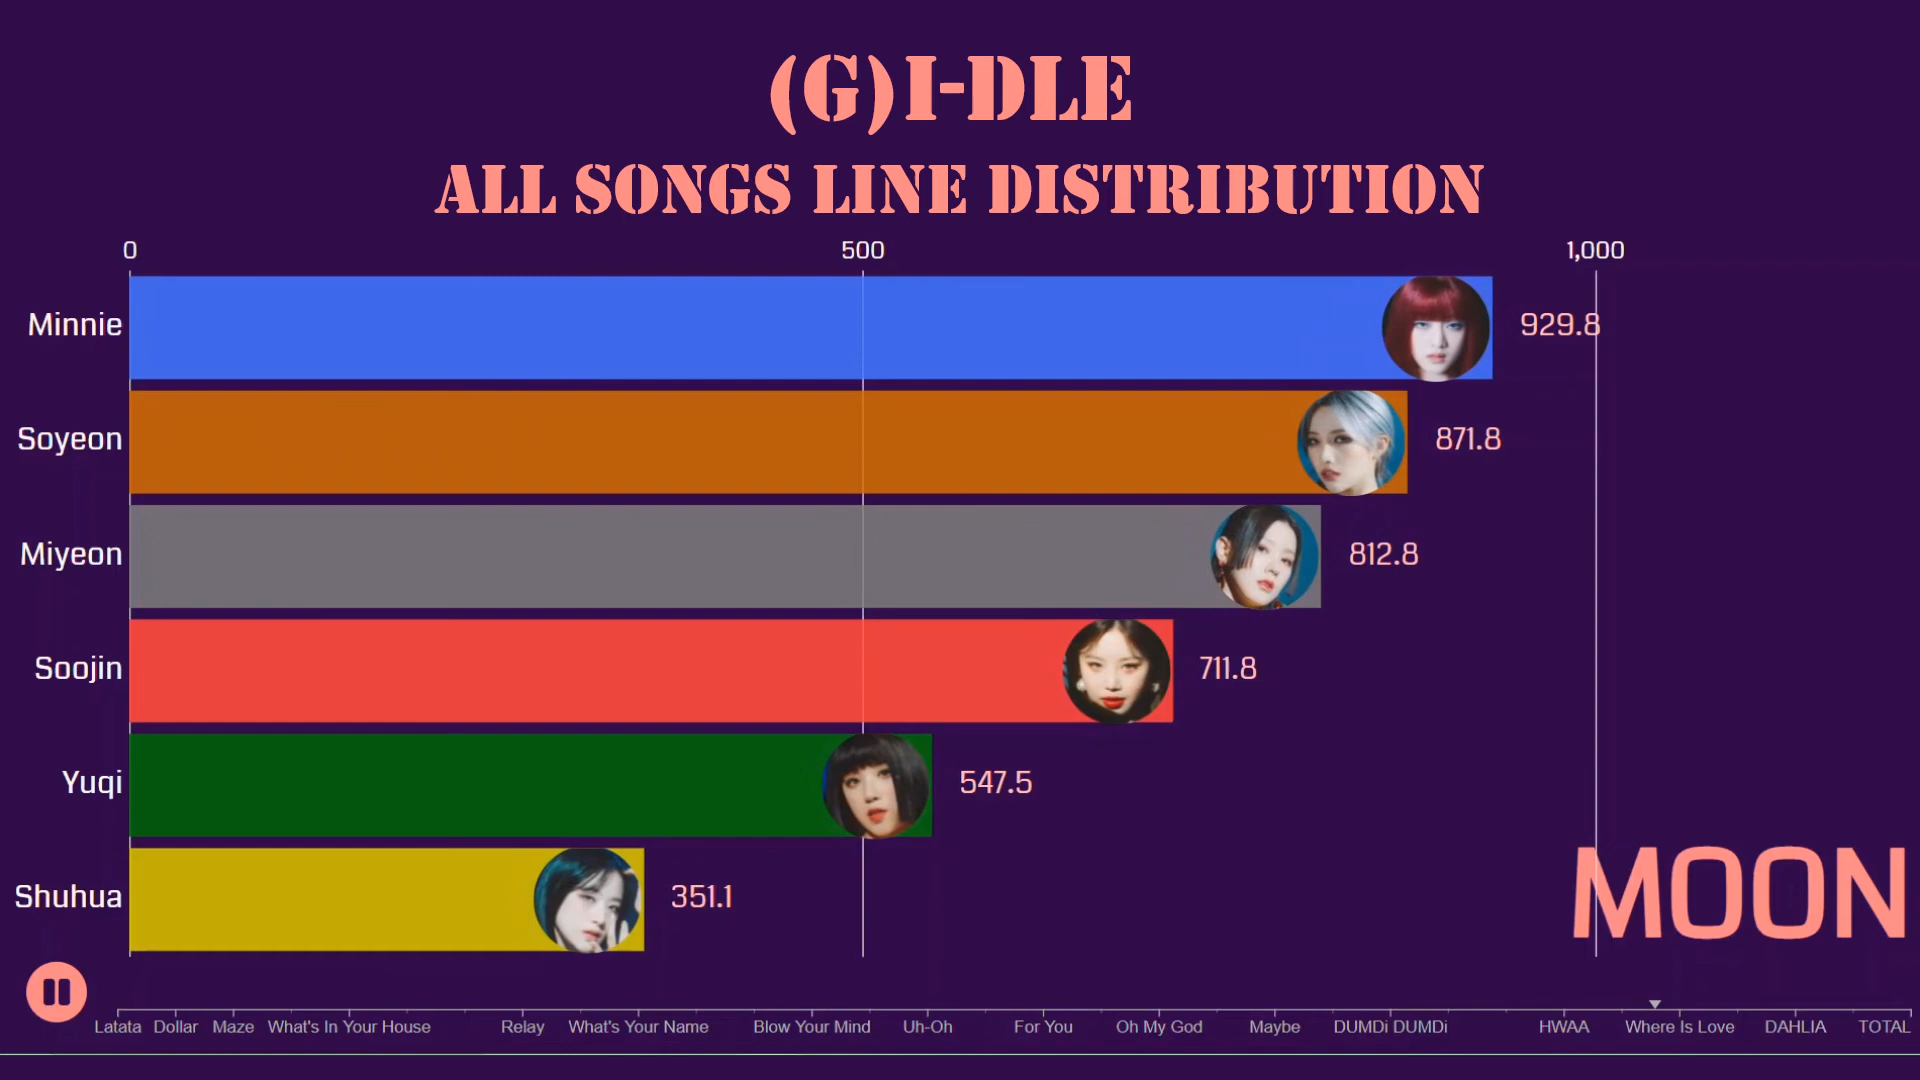 (G)I-DLE
ALL SONGS LINE DISTRIBUTION
0 500 1,000
Minnie 929.8
Soyeon 871.8
Miyeon 812.8
Soojin 711.8
Yuqi 547.5
Shuhua 351.1
MOON
Latata Dollar Maze What's In Your House Relay What's Your Name Blow Your Mind Uh-Oh For You Oh My God Maybe DUMDi DUMDi HWAA Where Is Love DAHLIA TOTAL